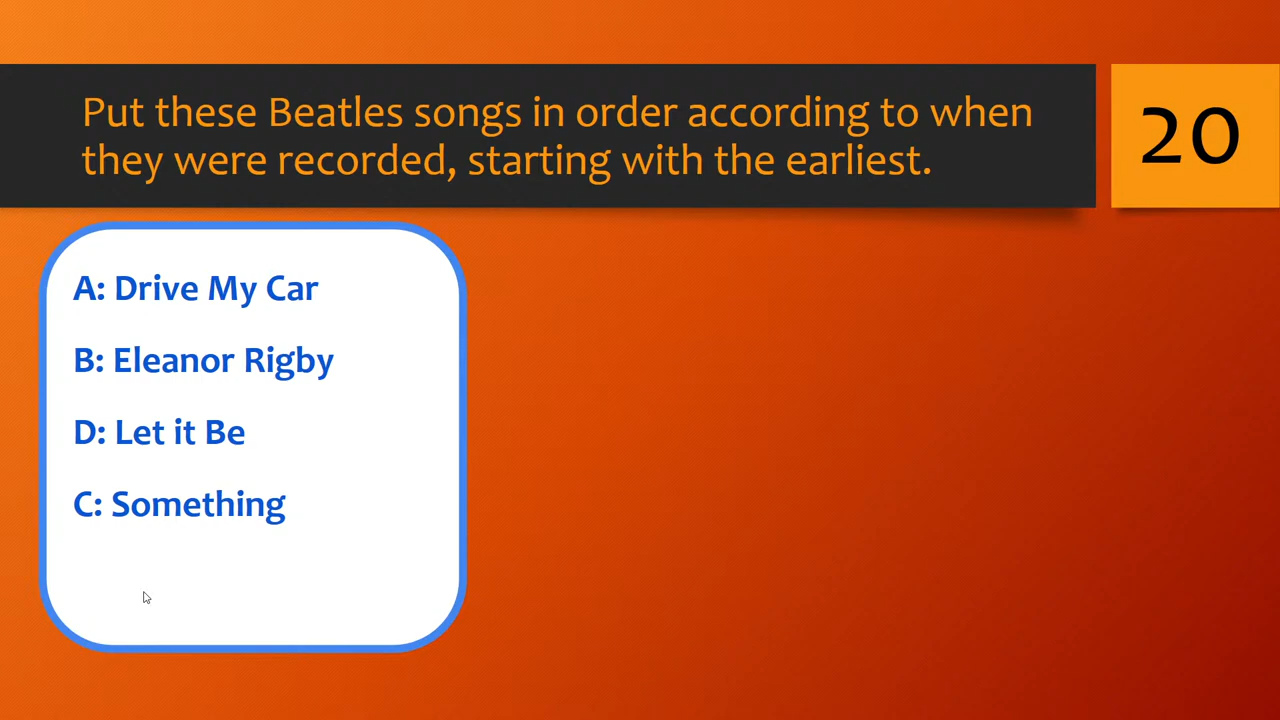 Put these Beatles songs in order according to when
they were recorded, starting with the earliest.
20
A: Drive My Car
B: Eleanor Rigby
D: Let it Be
C: Something